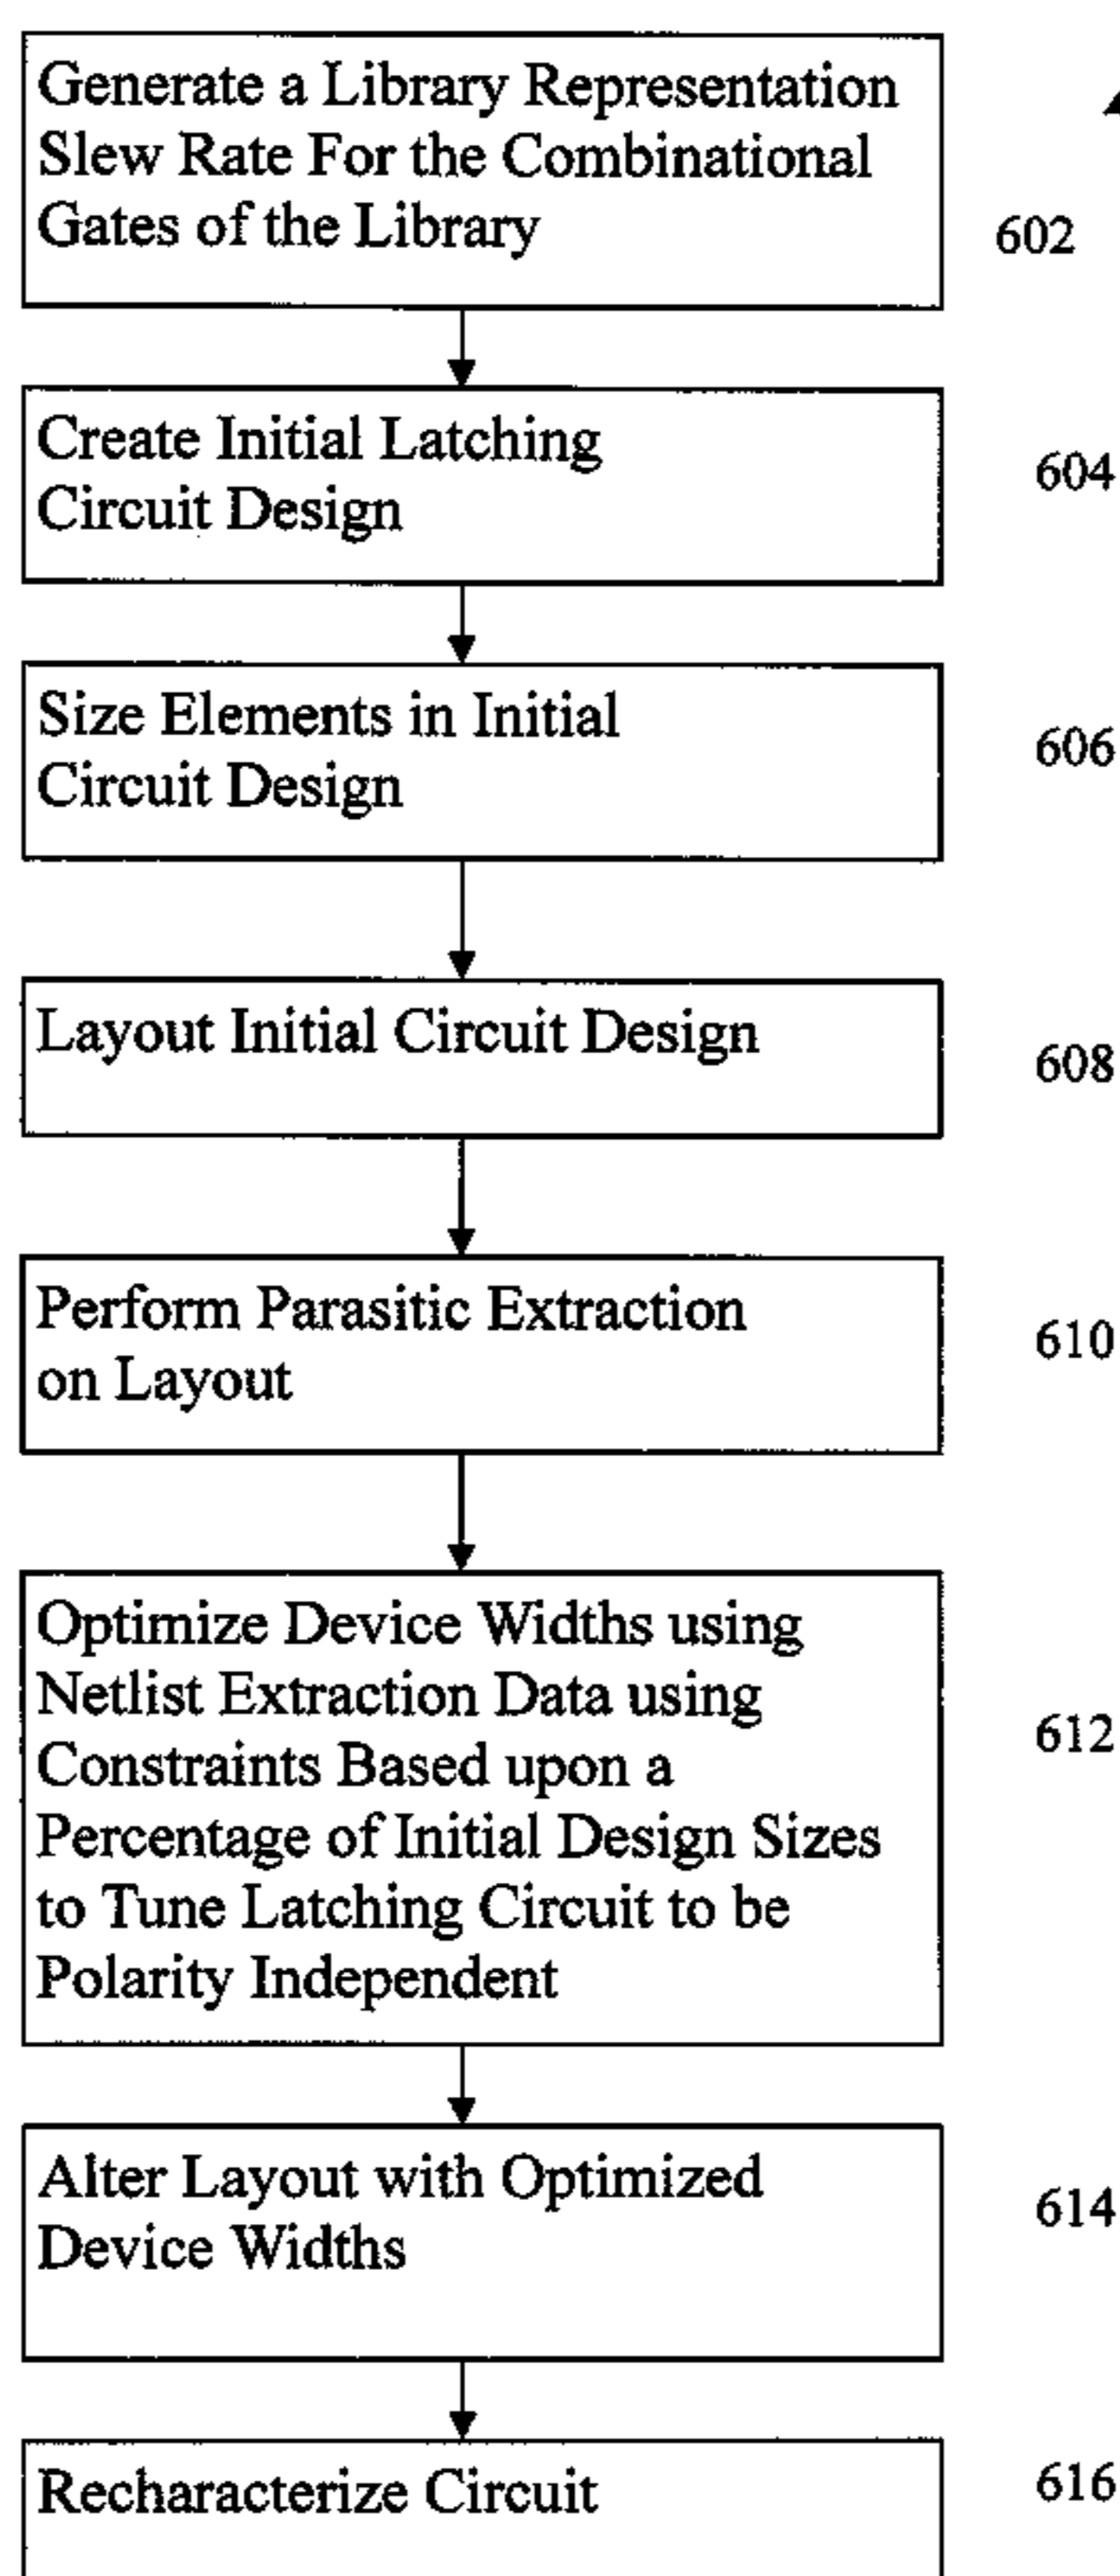 Generate a Library Representation
Slew Rate For the Combinational
Gates of the Library
602
Create Initial Latching
Circuit Design
604
Size Elements in Initial
Circuit Design
606
Layout Initial Circuit Design
608
Perform Parasitic Extraction
on Layout
610
Optimize Device Widths using
Netlist Extraction Data using
Constraints Based upon a
Percentage of Initial Design Sizes
to Tune Latching Circuit to be
Polarity Independent
612
Alter Layout with Optimized
Device Widths
614
Recharacterize Circuit
616